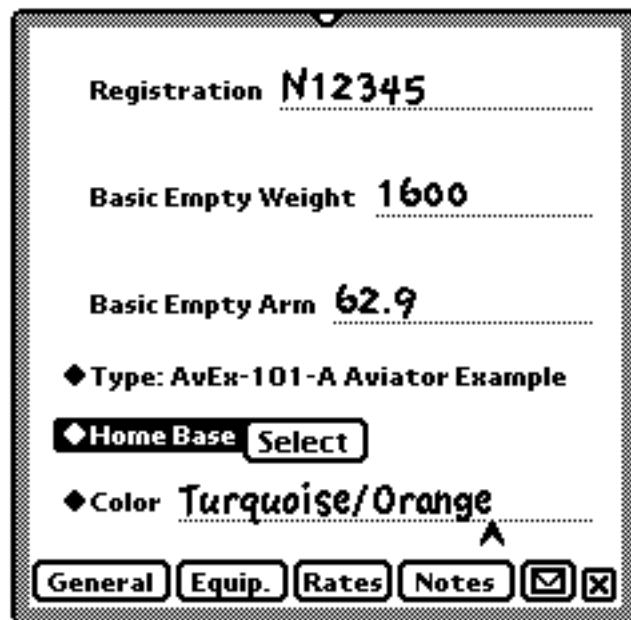 Registration N12345
Basic Empty Weight 1600
Basic Empty Arm 62.9
◆Type: AvEx-101-A Aviator Example
◆Home Base Select
◆Color Turquoise/Orange
General Equip. Rates Notes